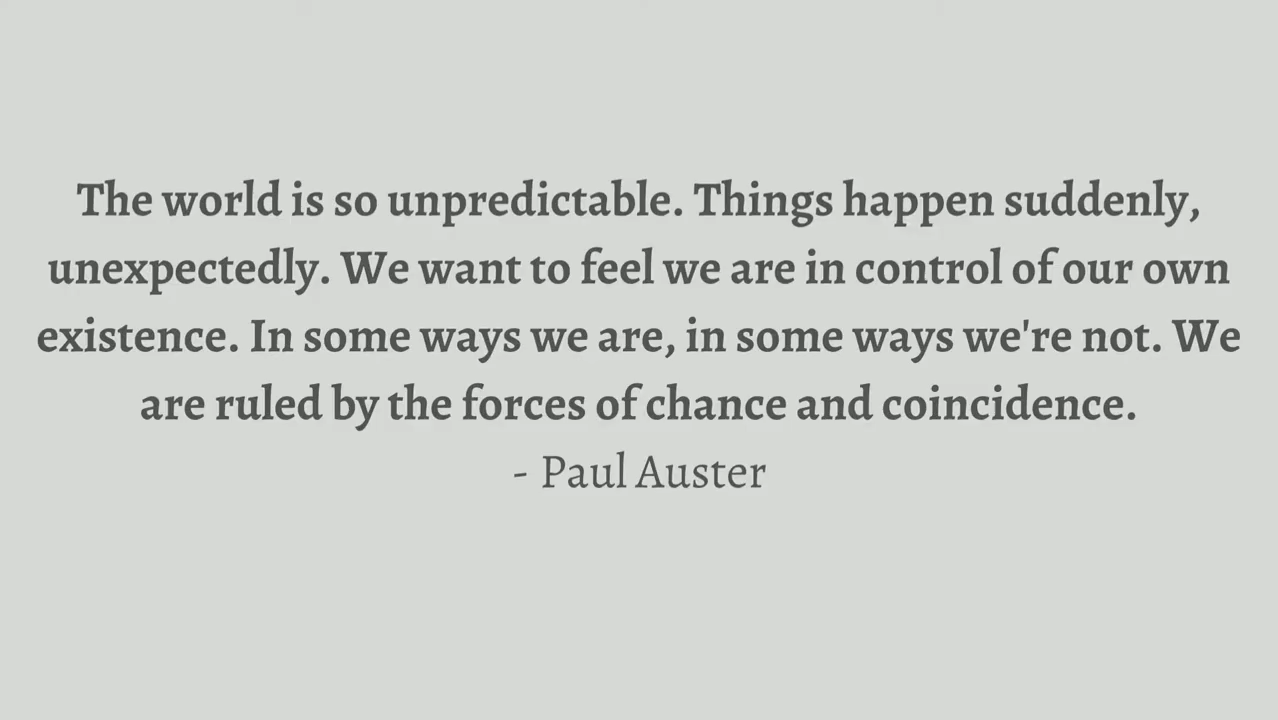 The world is so unpredictable. Things happen suddenly,
unexpectedly. We want to feel we are in control of our own
existence. In some ways we are, in some ways we're not. We
are ruled by the forces of chance and coincidence.
- Paul Auster